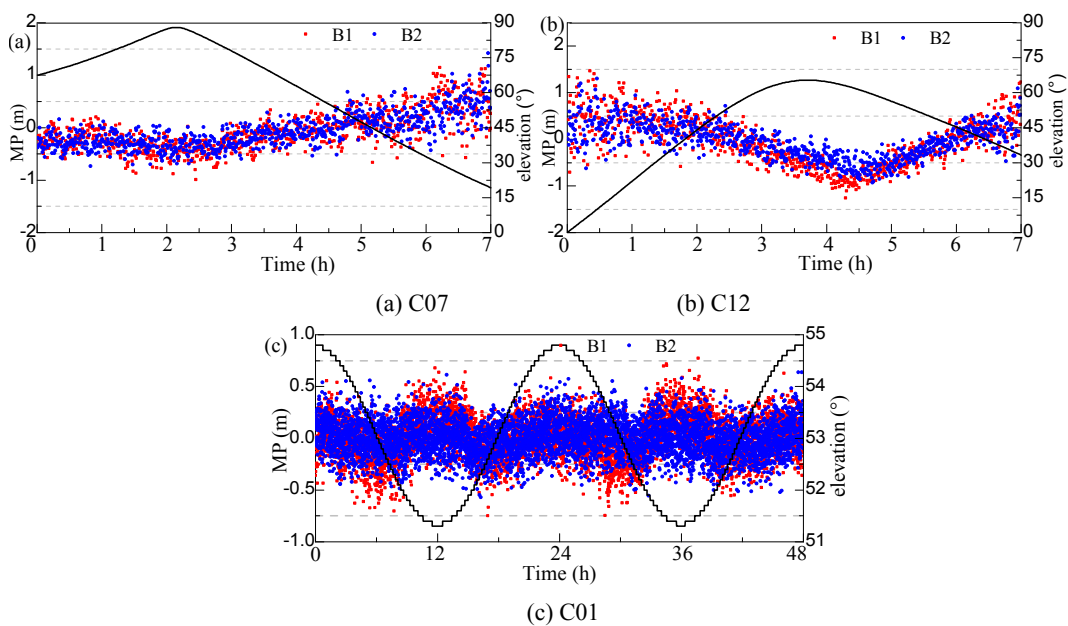 (a) B1 B2
MP (m)
2
1
0
-1
-2
0 1 2 3 4 5 6 7
Time (h)
90
75
60
45
30
15
0
elevation (°)
(b) B1 B2
MP (m)
2
1
0
-1
-2
0 1 2 3 4 5 6 7
Time (h)
90
75
60
45
30
15
0
elevation (°)
(a) C07
(b) C12
(c) B1 B2
MP (m)
1.0
0.5
0.0
-0.5
-1.0
0 12 24 36 48
Time (h)
55
54
53
52
51
elevation (°)
(c) C01